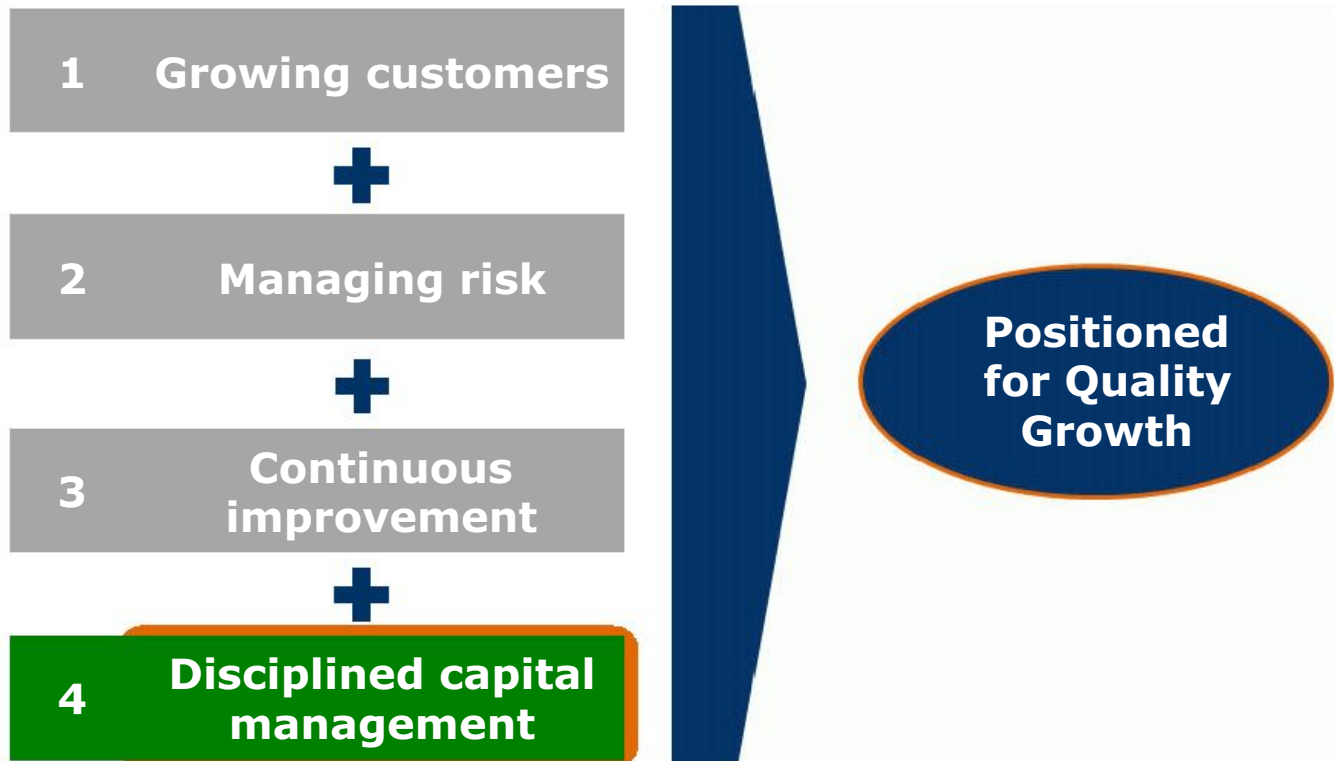 1 Growing customers
2 Managing risk
3 Continuous
improvement
4 Disciplined capital
management
Positioned
for Quality
Growth